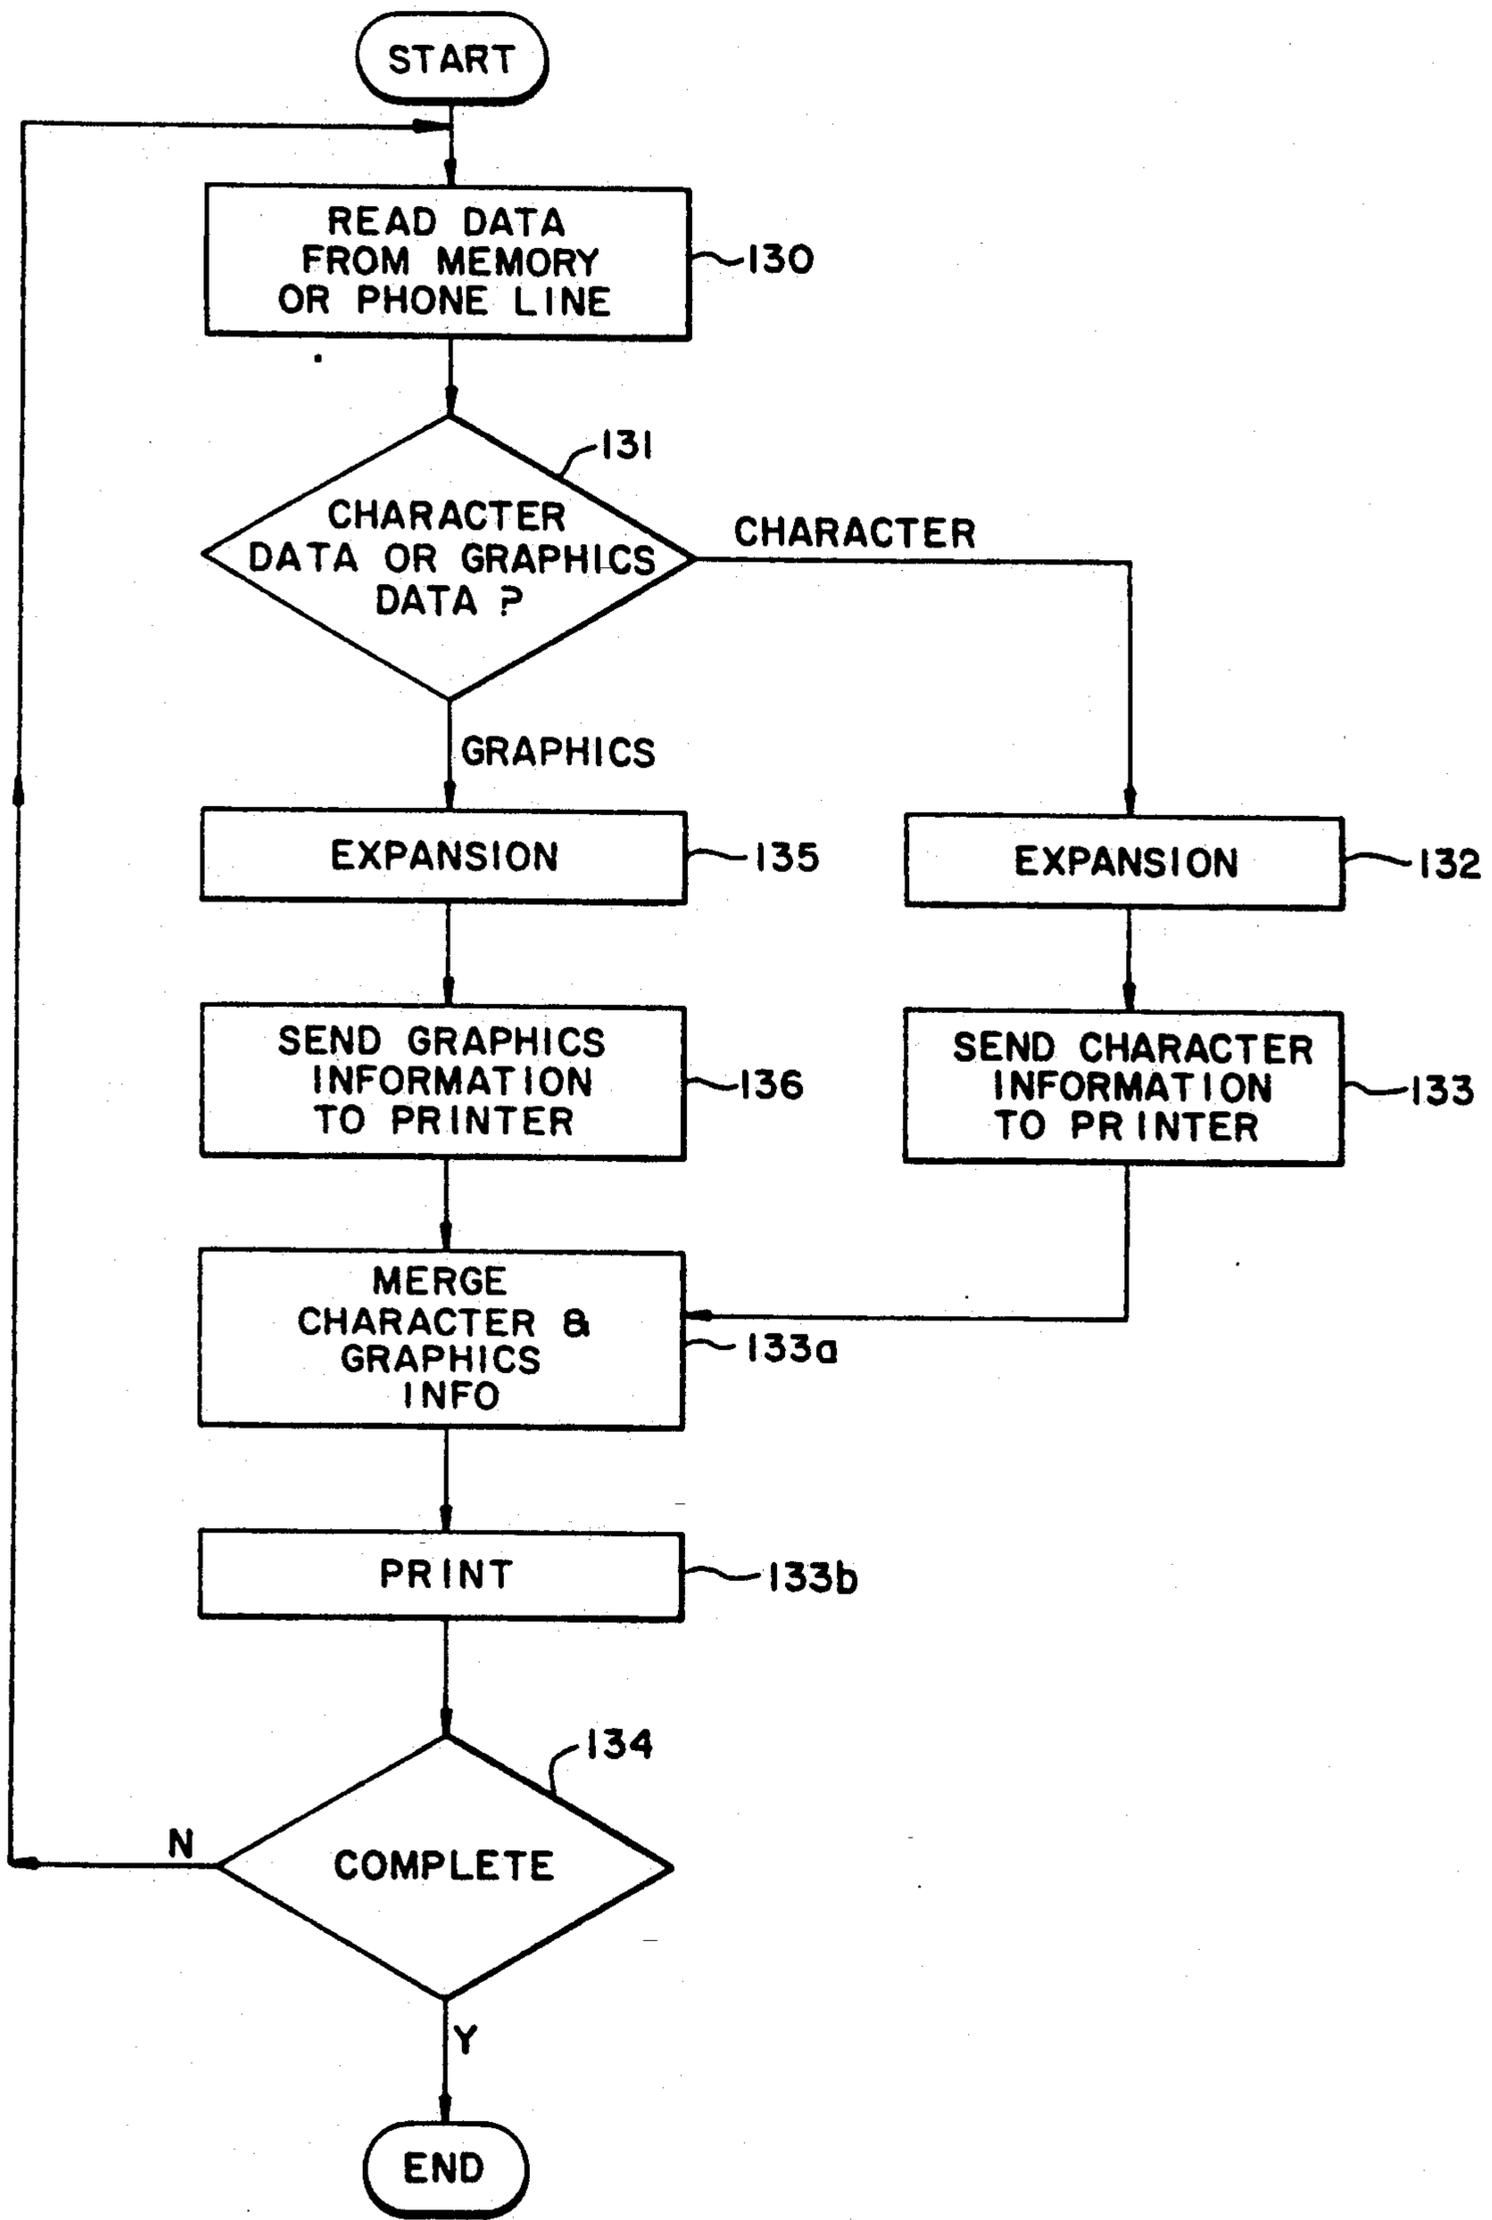 START
READ DATA
FROM MEMORY
OR PHONE LINE
130
131
CHARACTER
DATA OR GRAPHICS
DATA ?
CHARACTER
GRAPHICS
EXPANSION
135
EXPANSION
132
SEND GRAPHICS
INFORMATION
TO PRINTER
136
SEND CHARACTER
INFORMATION
TO PRINTER
133
MERGE
CHARACTER &
GRAPHICS
INFO
133a
PRINT
133b
134
COMPLETE
N
Y
END